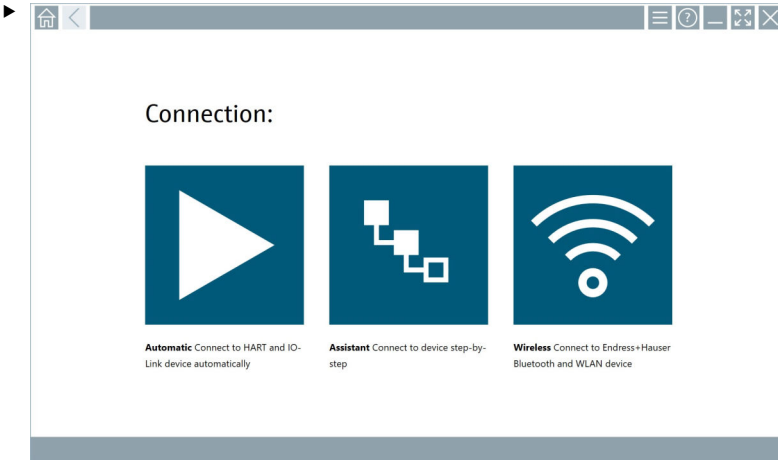 Connection:
Automatic Connect to HART and IO-
Link device automatically
Assistant Connect to device step-by-
step
Wireless Connect to Endress+Hauser
Bluetooth and WLAN device